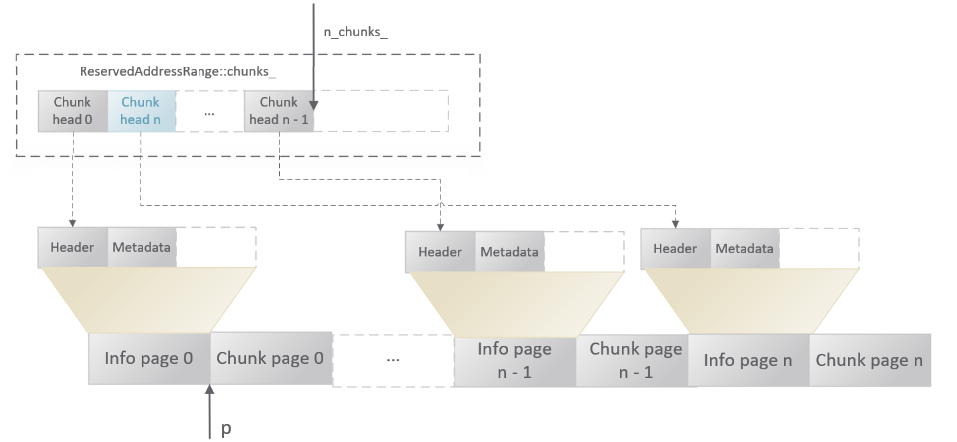 n_chunks_
ReservedAddressRange::chunks_
Chunk
head 0
Chunk
head n
...
Chunk
head n - 1
Header
Metadata
Header
Metadata
Header
Metadata
Info page 0
Chunk page 0
...
Info page
n - 1
Chunk page
n - 1
Info page n
Chunk page n
p